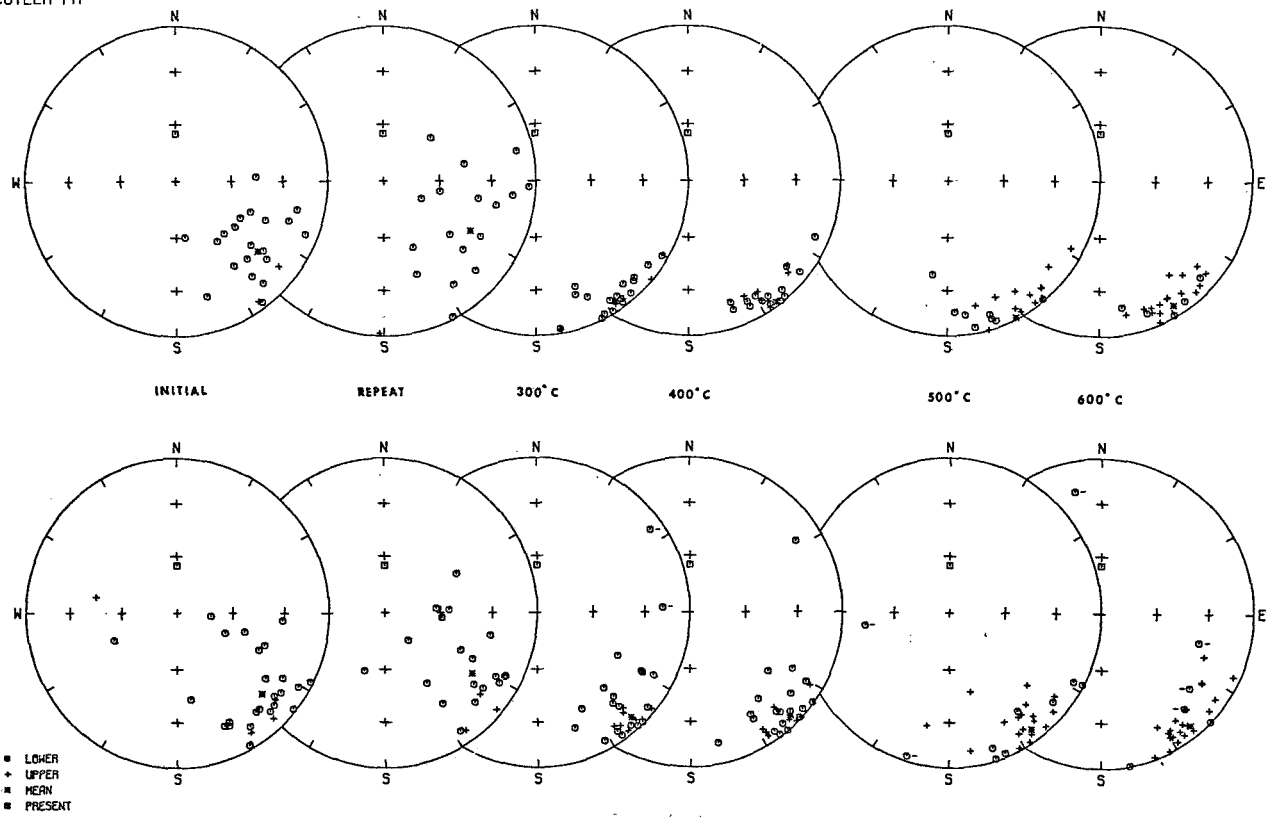 N N N N N N
W E
S S S S S S
INITIAL REPEAT 300°C 400°C 500°C 600°C
N N N N N N
W E
S S S S S S
LOWER
UPPER
MEAN
PRESENT